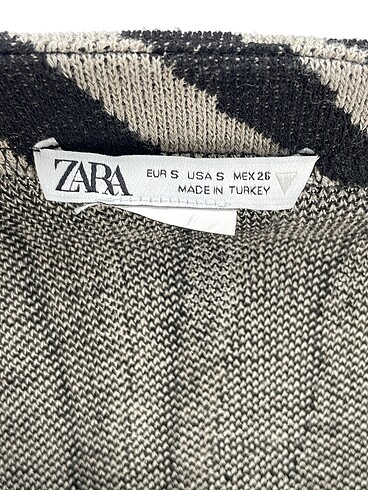 ZARA
EUR S USA S MEX 26
MADE IN TURKEY